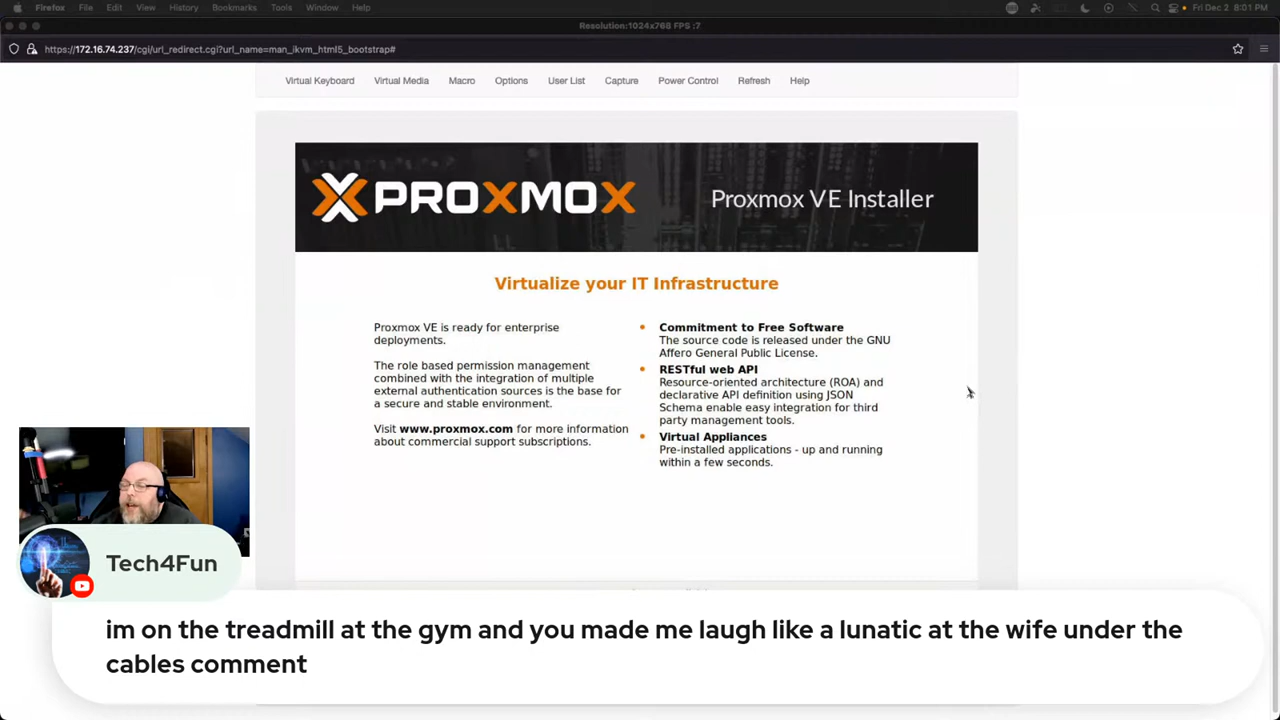 Firefox File Edit View History Bookmarks Tools Window Help Fri Dec 2 8:01 PM
Resolution:1024x768 FPS :7
https://172.16.74.237/cgi/url_redirect.cgi?url_name=man_ikvm_html5_bootstrap#
Virtual Keyboard Virtual Media Macro Options User List Capture Power Control Refresh Help
PROXMOX Proxmox VE Installer
Virtualize your IT Infrastructure
Proxmox VE is ready for enterprise
deployments.
The role based permission management
combined with the integration of multiple
external authentication sources is the base for
a secure and stable environment.
Visit www.proxmox.com for more information
about commercial support subscriptions.
Commitment to Free Software
The source code is released under the GNU
Affero General Public License.
RESTful web API
Resource-oriented architecture (ROA) and
declarative API definition using JSON
Schema enable easy integration for third
party management tools.
Virtual Appliances
Pre-installed applications - up and running
within a few seconds.
Tech4Fun
im on the treadmill at the gym and you made me laugh like a lunatic at the wife under the
cables comment